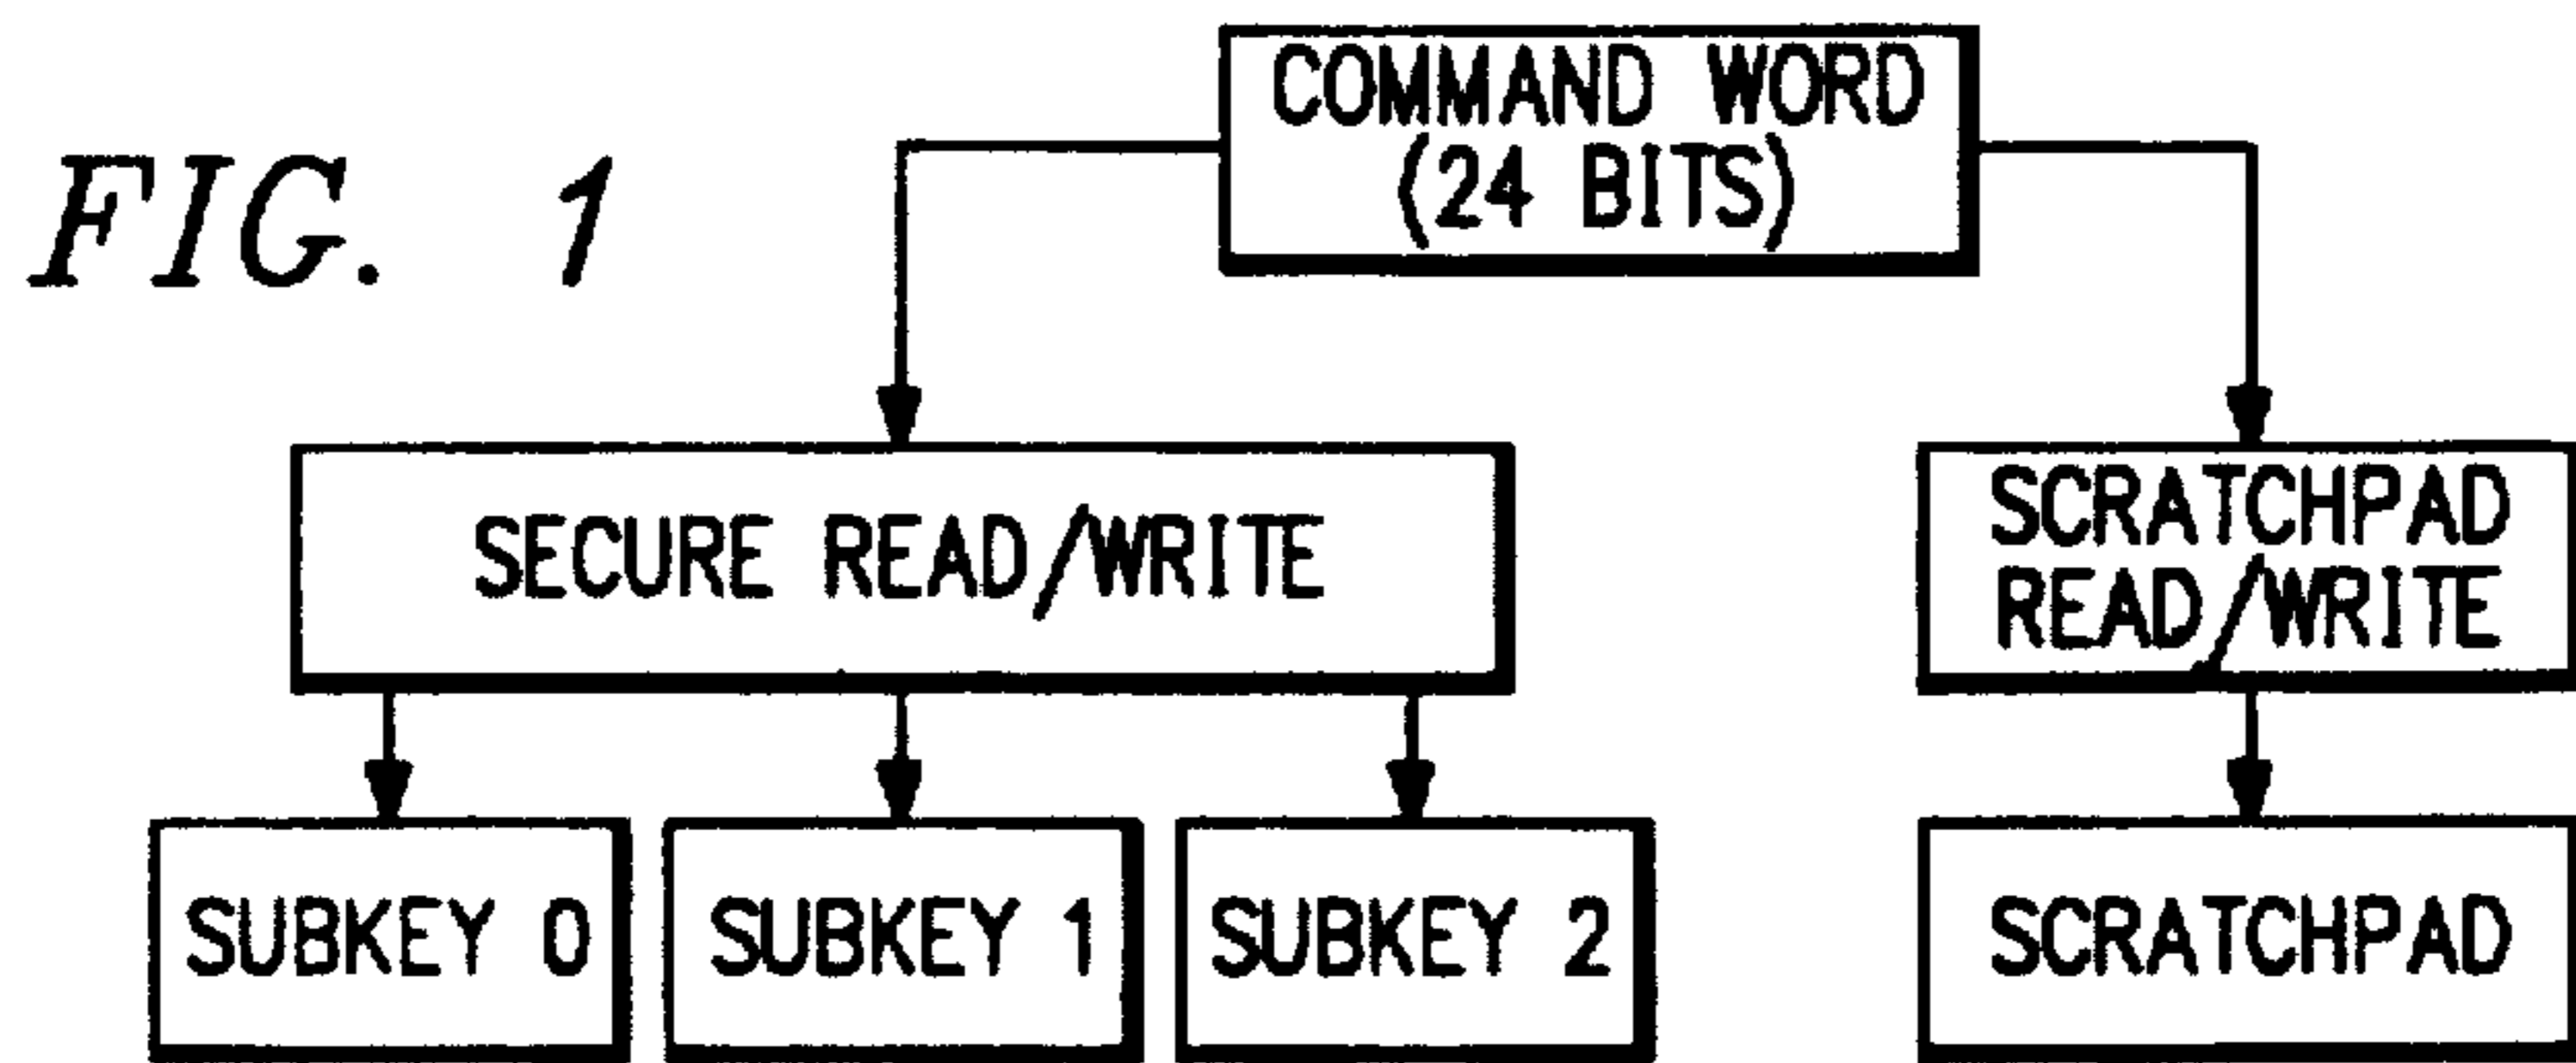 FIG. 1
COMMAND WORD
(24 BITS)
SECURE READ/WRITE
SCRATCHPAD
READ/WRITE
SUBKEY 0
SUBKEY 1
SUBKEY 2
SCRATCHPAD